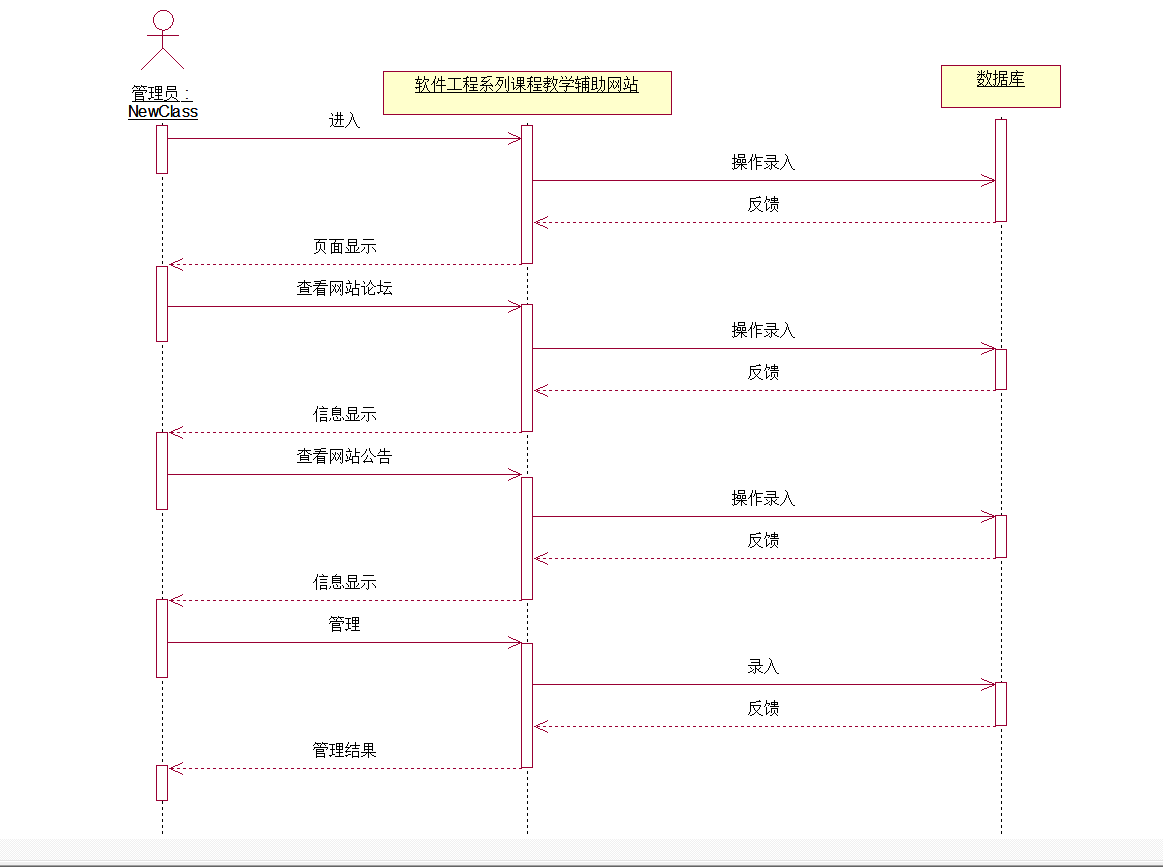 管理员 :
NewClass
软件工程系列课程教学辅助网站
数据库
进入
操作录入
反馈
页面显示
查看网站论坛
操作录入
反馈
信息显示
查看网站公告
操作录入
反馈
信息显示
管理
录入
反馈
管理结果